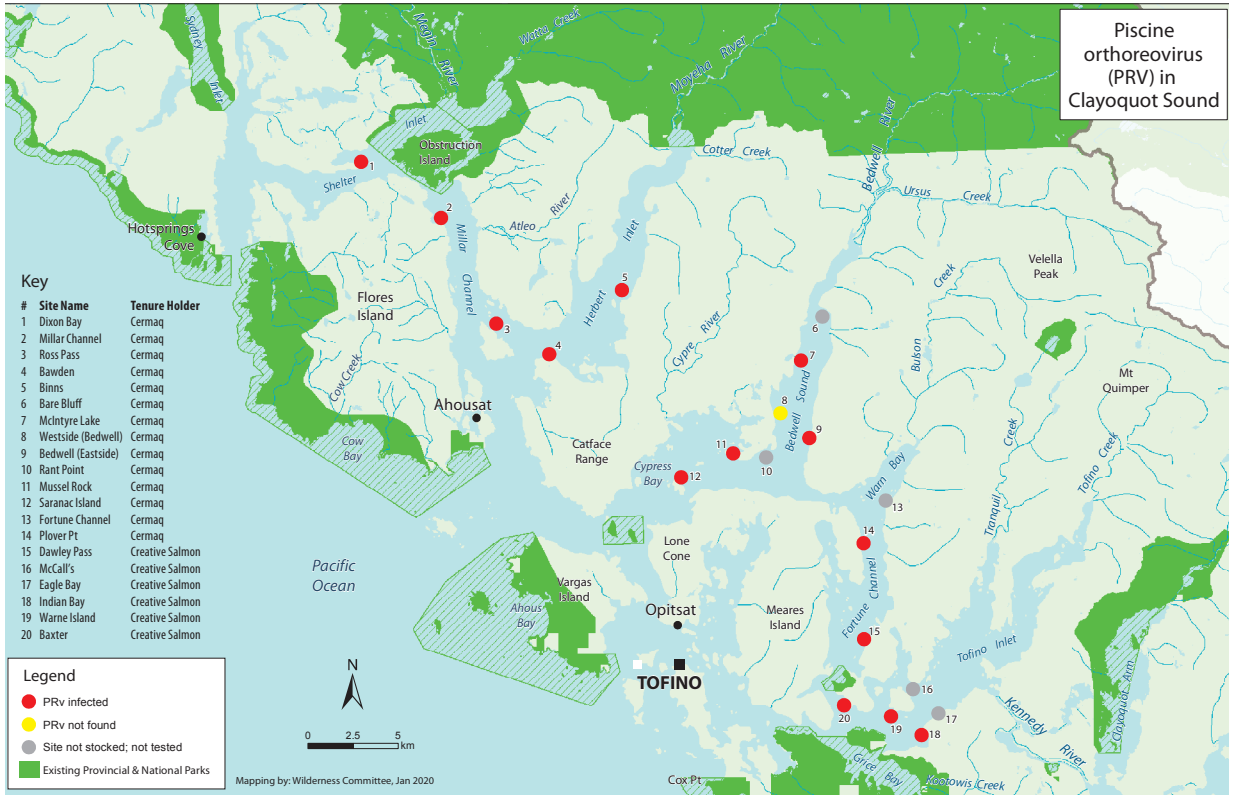 Piscine
orthoreovirus
(PRV) in
Clayoquot Sound
Sydney
Inlet
Megin
River
Watta Creek
Moyeha River
Inlet
Obstruction
Island
Shelter
1
2
Cotter Creek
Bedwell River
Ursus Creek
Hotsprings
Cove
Atleo River
Millar
Channel
Herbert Inlet
5
3
4
Flores
Island
Cow Creek
Cypre River
Velella
Peak
Bulson Creek
6
7
8
9
Bedwell Sound
Mt
Quimper
Ahousat
Cow
Bay
Catface
Range
Cypress
Bay
11
10
12
Warn Bay
13
Tranquil Creek
Tofino Creek
14
Fortune Channel
15
Lone
Cone
Pacific
Ocean
Vargas
Island
Ahous
Bay
Opitsat
Meares
Island
TOFINO
Tofino Inlet
16
17
18
19
20
Kennedy
River
Clayoquot Arm
Grice Bay
Kootowis Creek
Cox Pt
Key
# Site Name Tenure Holder
1 Dixon Bay Cermaq
2 Millar Channel Cermaq
3 Ross Pass Cermaq
4 Bawden Cermaq
5 Binns Cermaq
6 Bare Bluff Cermaq
7 McIntyre Lake Cermaq
8 Westside (Bedwell) Cermaq
9 Bedwell (Eastside) Cermaq
10 Rant Point Cermaq
11 Mussel Rock Cermaq
12 Saranac Island Cermaq
13 Fortune Channel Cermaq
14 Plover Pt Cermaq
15 Dawley Pass Creative Salmon
16 McCall's Creative Salmon
17 Eagle Bay Creative Salmon
18 Indian Bay Creative Salmon
19 Warne Island Creative Salmon
20 Baxter Creative Salmon
Legend
PRv infected
PRv not found
Site not stocked; not tested
Existing Provincial & National Parks
N
0 2.5 5
km
Mapping by: Wilderness Committee, Jan 2020